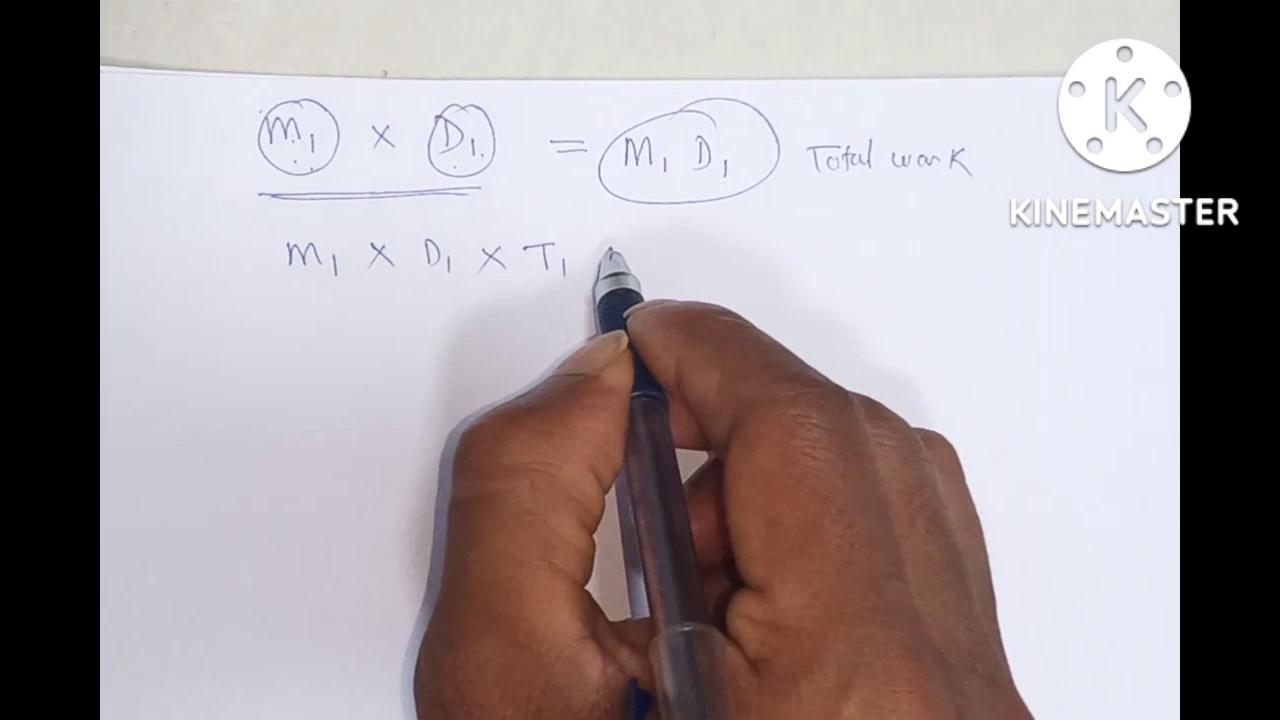 M₁ × D₁ = M₁ D₁ Total work
M₁ × D₁ × T₁
K
KINEMASTER